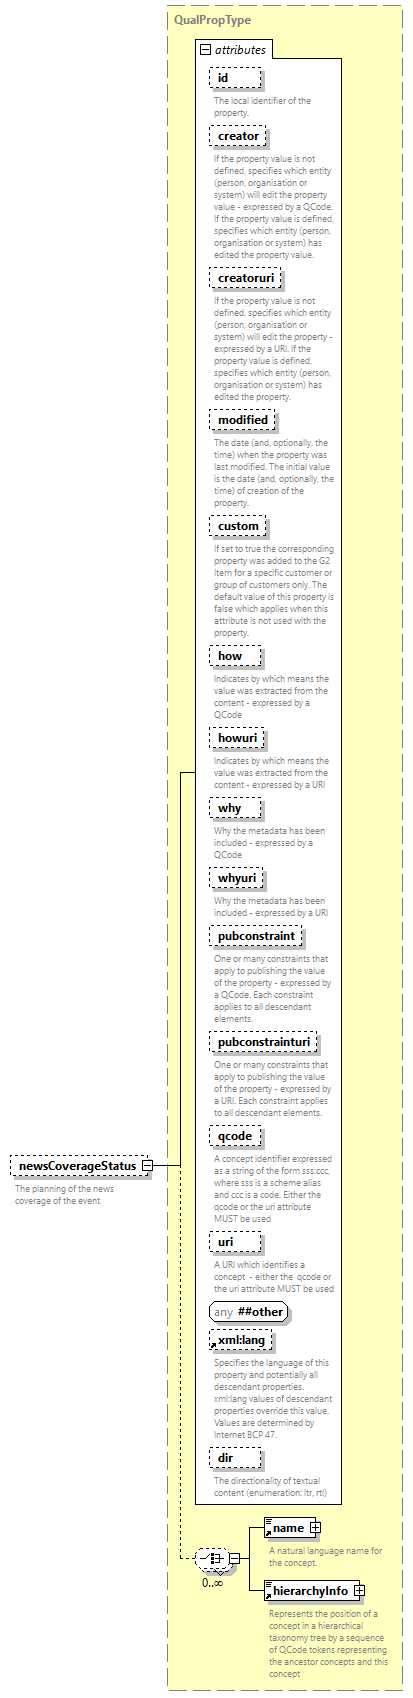 QualPropType
attributes
id
The local identifier of the
property.
creator
If the property value is not
defined, specifies which entity
(person, organisation or
system) will edit the property
value - expressed by a QCode.
If the property value is defined,
specifies which entity (person,
organisation or system) has
edited the property value.
creatoruri
If the property value is not
defined, specifies which entity
(person, organisation or
system) will edit the property -
expressed by a URI. If the
property value is defined,
specifies which entity (person,
organisation or system) has
edited the property.
modified
The date (and, optionally, the
time) when the property was
last modified. The initial value
is the date (and, optionally, the
time) of creation of the
property.
custom
If set to true the corresponding
property was added to the G2
Item for a specific customer or
group of customers only. The
default value of this property is
false which applies when this
attribute is not used with the
property.
how
Indicates by which means the
value was extracted from the
content - expressed by a
QCode
howuri
Indicates by which means the
value was extracted from the
content - expressed by a URI
why
Why the metadata has been
included - expressed by a
QCode
whyuri
Why the metadata has been
included - expressed by a URI
pubconstraint
One or many constraints that
apply to publishing the value
of the property - expressed by
a QCode. Each constraint
applies to all descendant
elements.
pubconstrainturi
One or many constraints that
apply to publishing the value
of the property - expressed by
a URI. Each constraint applies
to all descendant elements.
qcode
A concept identifier expressed
as a string of the form sss:ccc,
where sss is a scheme alias
and ccc is a code. Either the
qcode or the uri attribute
MUST be used
newsCoverageStatus
The planning of the news
coverage of the event
uri
A URI which identifies a
concept - either the qcode or
the uri attribute MUST be used
any ##other
xml:lang
Specifies the language of this
property and potentially all
descendant properties.
xml:lang values of descendant
properties override this value.
Values are determined by
Internet BCP 47.
dir
The directionality of textual
content (enumeration: ltr, rtl)
0..∞
name
A natural language name for
the concept.
hierarchyInfo
Represents the position of a
concept in a hierarchical
taxonomy tree by a sequence
of QCode tokens representing
the ancestor concepts and this
concept